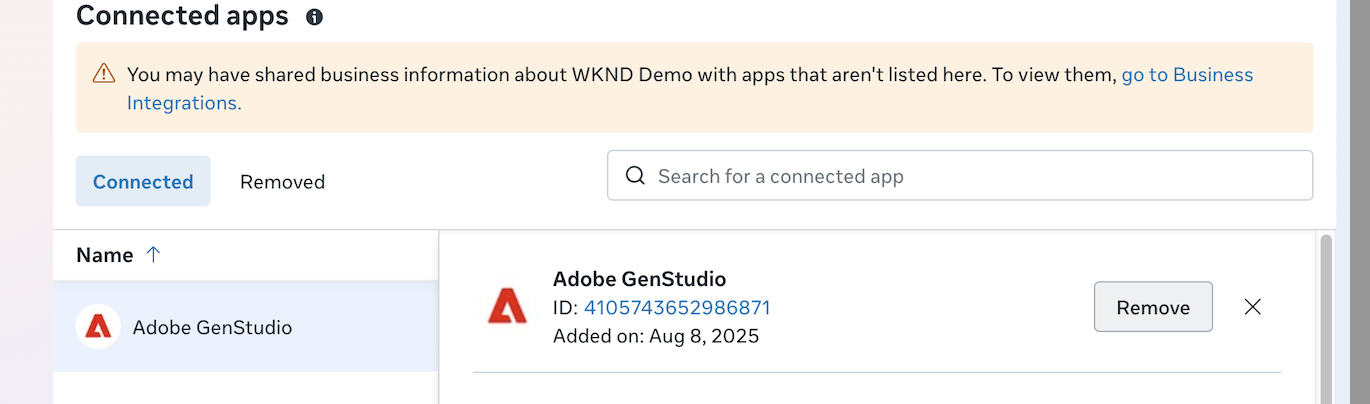 Connected apps
You may have shared business information about WKND Demo with apps that aren't listed here. To view them, go to Business
Integrations.
Connected
Removed
Search for a connected app
Name
Adobe GenStudio
Adobe GenStudio
ID: 4105743652986871
Added on: Aug 8, 2025
Remove